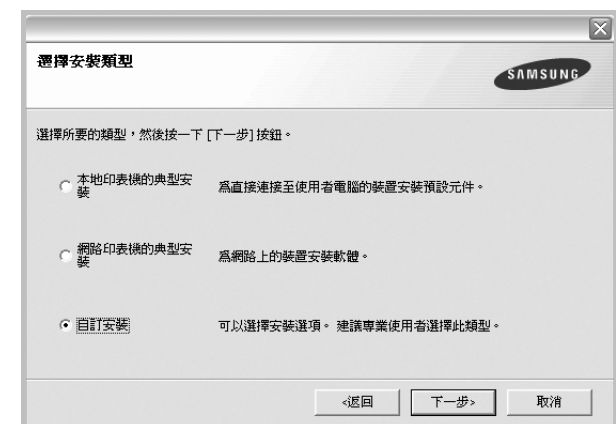 選擇安裝類型
SAMSUNG
選擇所要的類型，然後按一下 [下一步] 按鈕。
本地印表機的典型安
裝
為直接連接至使用者電腦的裝置安裝預設元件。
網路印表機的典型安
裝
為網路上的裝置安裝軟體。
自訂安裝
可以選擇安裝選項。 建議專業使用者選擇此類型。
<返回
下一步>
取消